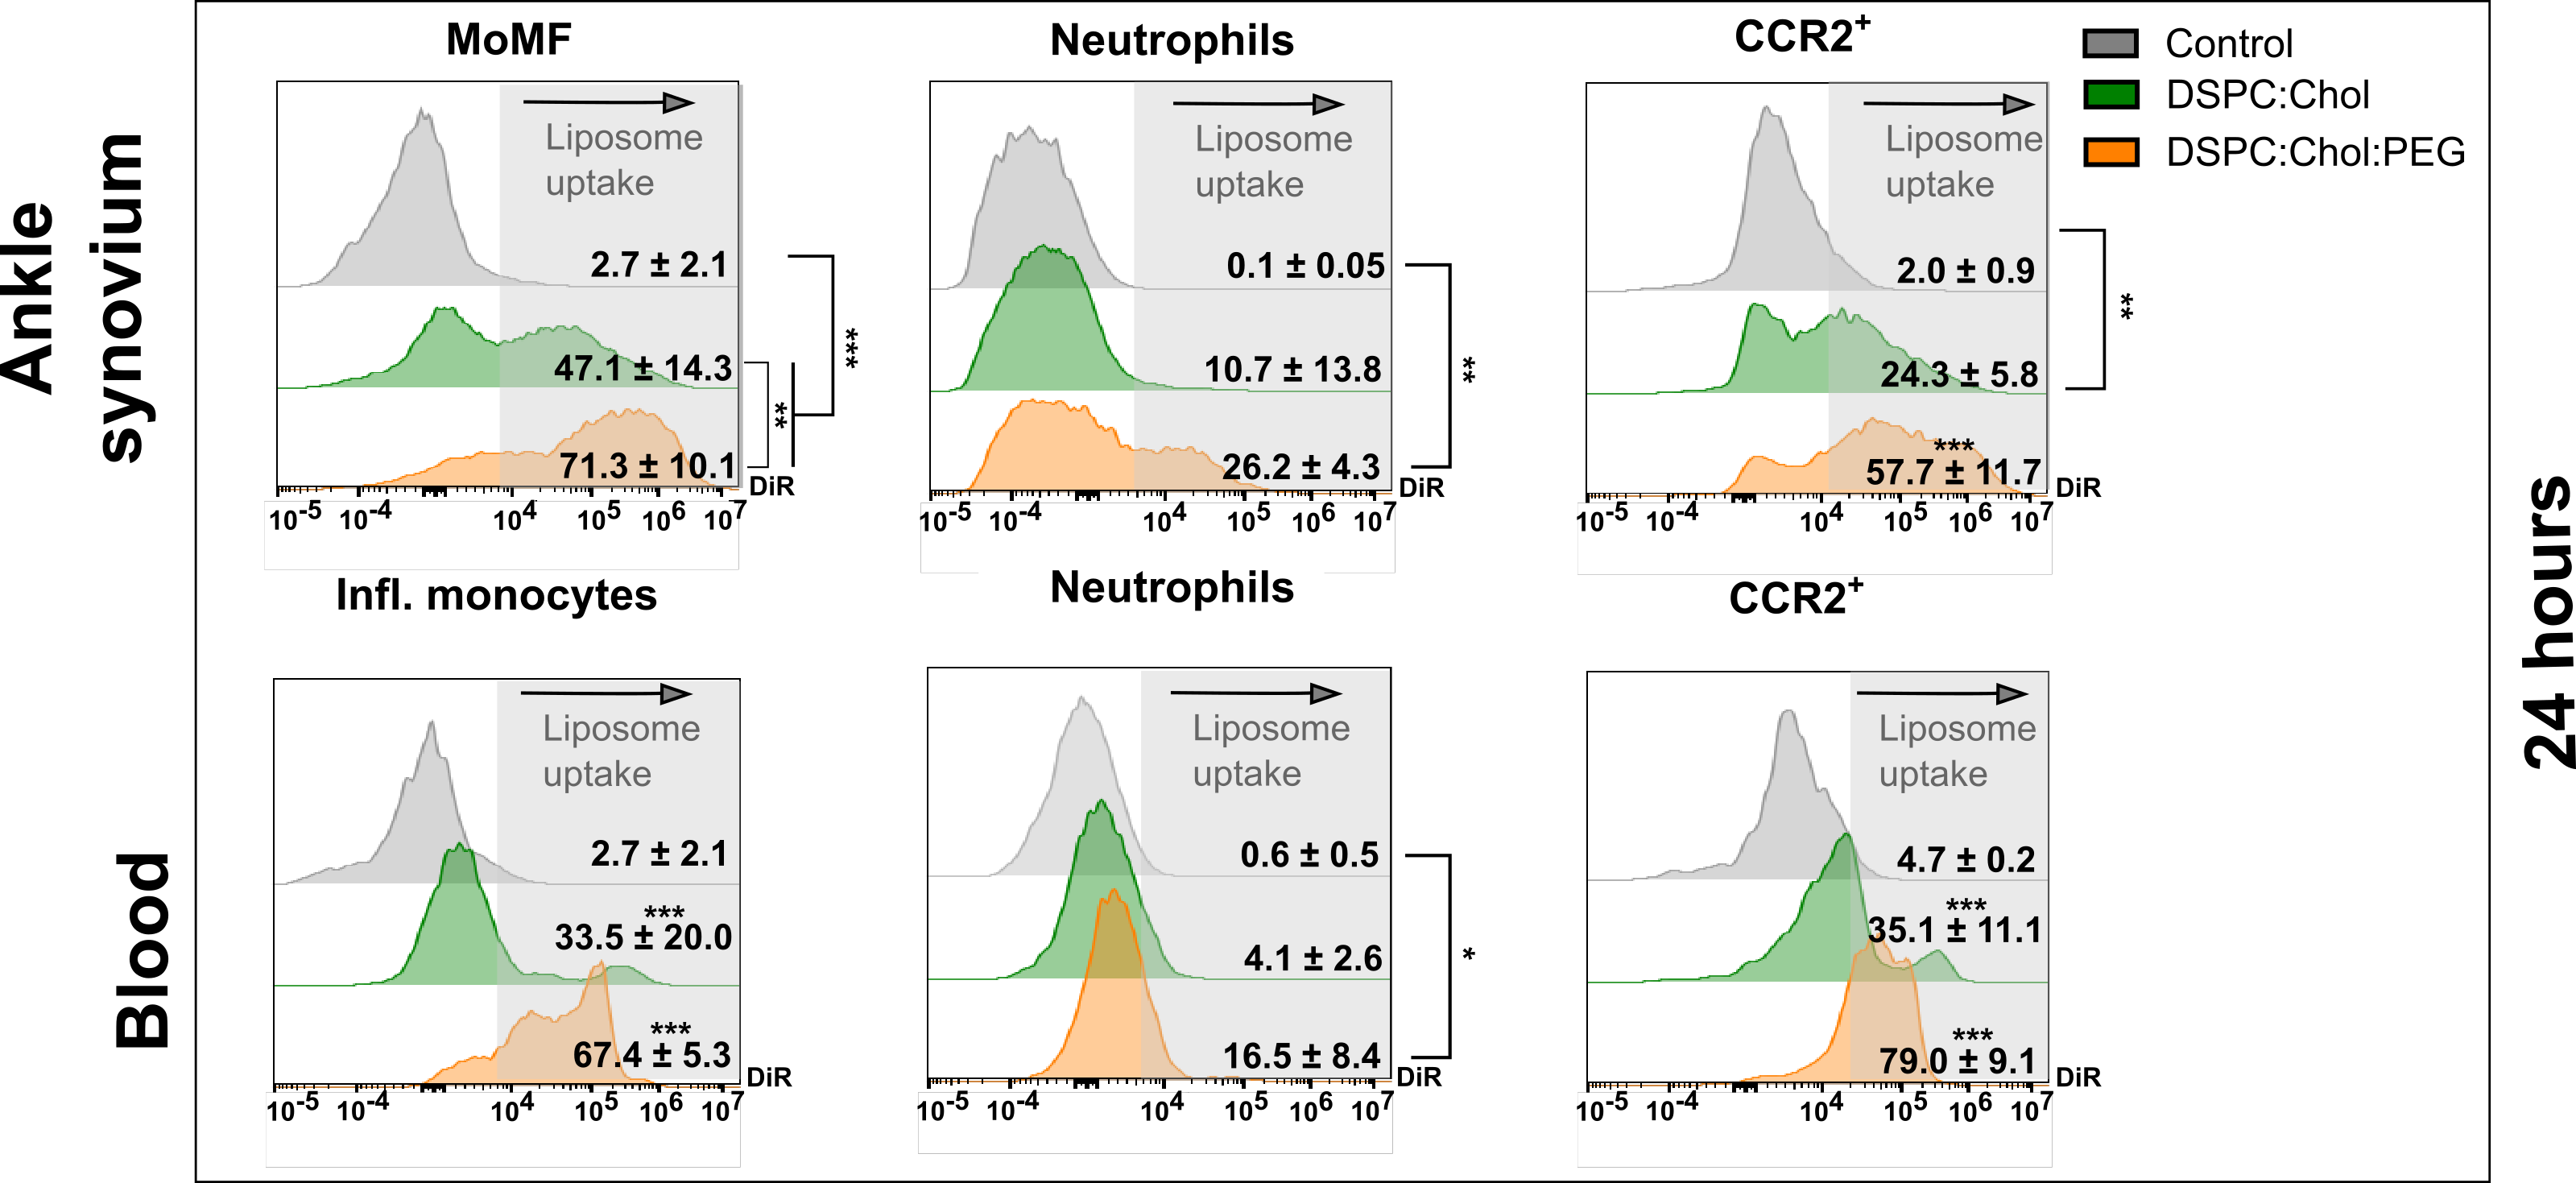 MoMF
Neutrophils
CCR2+
Control
DSPC:Chol
DSPC:Chol:PEG
Ankle
synovium
Liposome
uptake
2.7 ± 2.1
47.1 ± 14.3
71.3 ± 10.1
**
***
DiR
10-5 10-4 104 105 106 107
Liposome
uptake
0.1 ± 0.05
10.7 ± 13.8
26.2 ± 4.3
**
DiR
10-5 10-4 104 105 106 107
Liposome
uptake
2.0 ± 0.9
24.3 ± 5.8
***
57.7 ± 11.7
**
DiR
10-5 10-4 104 105 106 107
24 hours
Infl. monocytes
Neutrophils
CCR2+
Blood
Liposome
uptake
2.7 ± 2.1
***
33.5 ± 20.0
***
67.4 ± 5.3
DiR
10-5 10-4 104 105 106 107
Liposome
uptake
0.6 ± 0.5
4.1 ± 2.6
16.5 ± 8.4
*
DiR
10-5 10-4 104 105 106 107
Liposome
uptake
4.7 ± 0.2
***
35.1 ± 11.1
***
79.0 ± 9.1
DiR
10-5 10-4 104 105 106 107